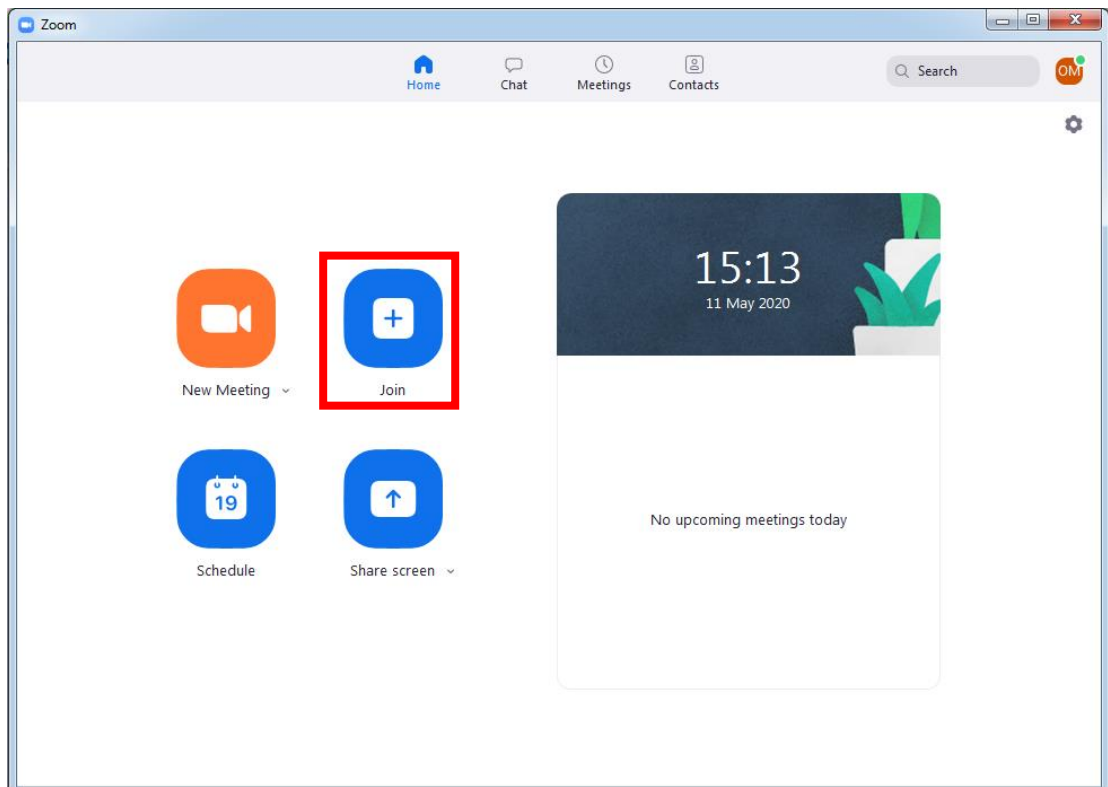 Zoom
Home
Chat
Meetings
Contacts
Search
OM
15:13
11 May 2020
New Meeting
Join
19
Schedule
Share screen
No upcoming meetings today